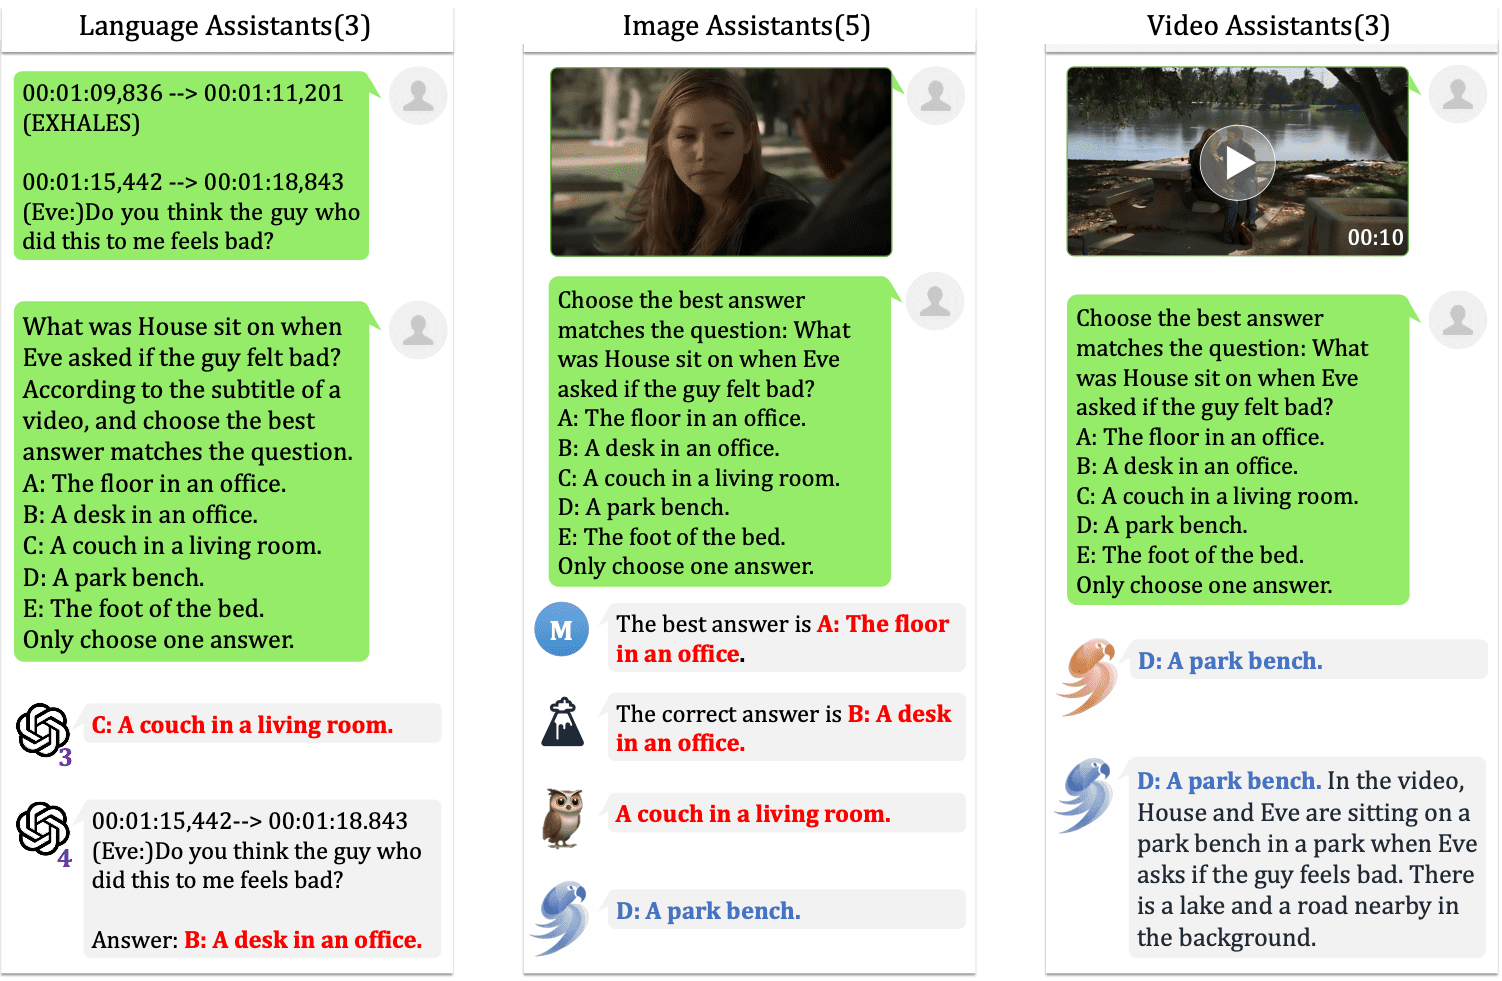 Language Assistants(3)
00:01:09,836 --> 00:01:11,201
(EXHALES)
00:01:15,442 --> 00:01:18,843
(Eve:)Do you think the guy who
did this to me feels bad?
What was House sit on when
Eve asked if the guy felt bad?
According to the subtitle of a
video, and choose the best
answer matches the question.
A: The floor in an office.
B: A desk in an office.
C: A couch in a living room.
D: A park bench.
E: The foot of the bed.
Only choose one answer.
3
C: A couch in a living room.
4
00:01:15,442--> 00:01:18.843
(Eve:)Do you think the guy who
did this to me feels bad?
Answer: B: A desk in an office.
Image Assistants(5)
Choose the best answer
matches the question: What
was House sit on when Eve
asked if the guy felt bad?
A: The floor in an office.
B: A desk in an office.
C: A couch in a living room.
D: A park bench.
E: The foot of the bed.
Only choose one answer.
M
The best answer is A: The floor
in an office.
The correct answer is B: A desk
in an office.
A couch in a living room.
D: A park bench.
Video Assistants(3)
00:10
Choose the best answer
matches the question: What
was House sit on when Eve
asked if the guy felt bad?
A: The floor in an office.
B: A desk in an office.
C: A couch in a living room.
D: A park bench.
E: The foot of the bed.
Only choose one answer.
D: A park bench.
D: A park bench. In the video,
House and Eve are sitting on a
park bench in a park when Eve
asks if the guy feels bad. There
is a lake and a road nearby in
the background.